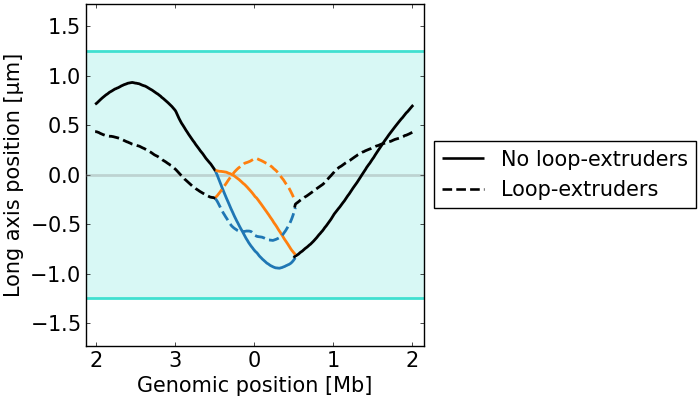 1.5
1.0
0.5
0.0
−0.5
−1.0
−1.5
Long axis position [μm]
2 3 0 1 2
Genomic position [Mb]
No loop-extruders
Loop-extruders